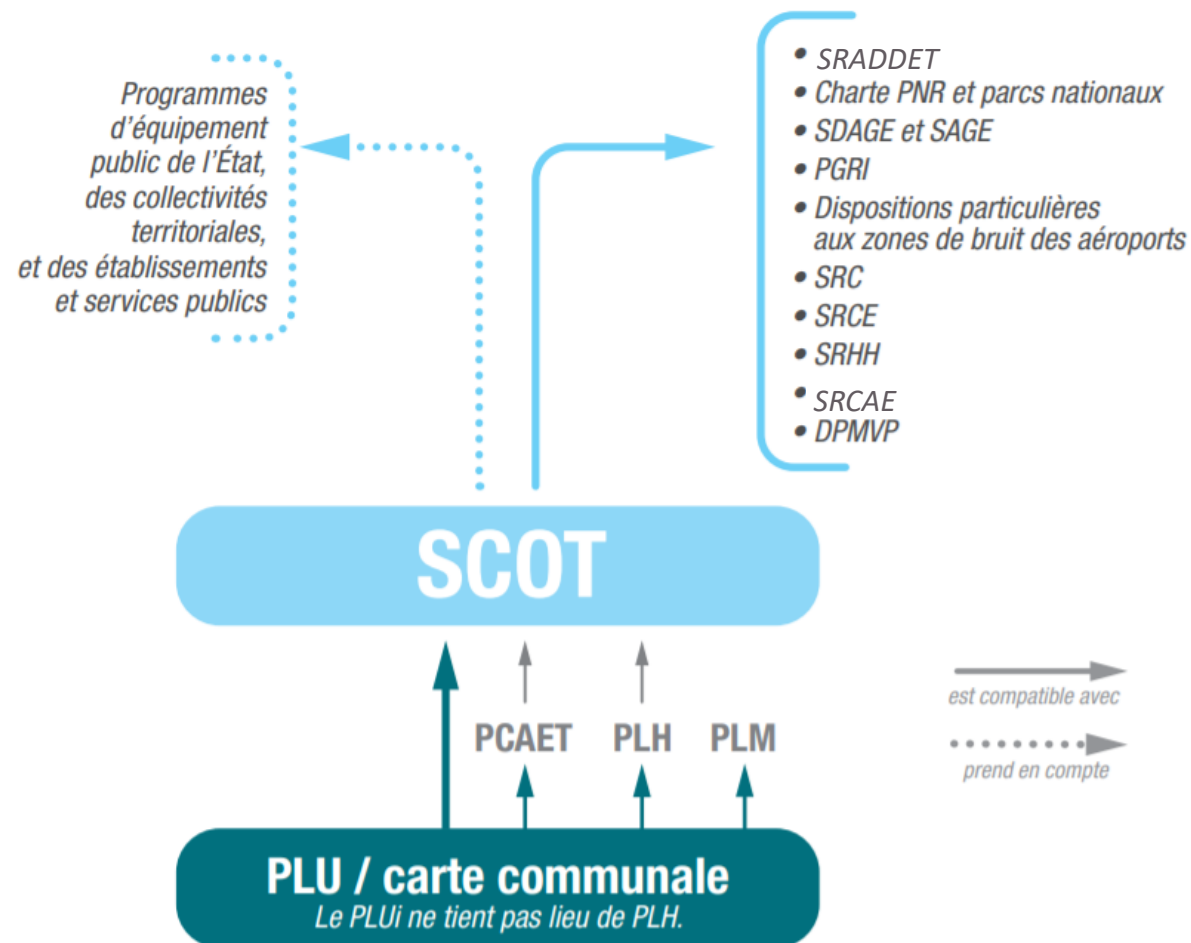 Programmes
d’équipement
public de l’État,
des collectivités
territoriales,
et des établissements
et services publics
• SRADDET
• Charte PNR et parcs nationaux
• SDAGE et SAGE
• PGRI
• Dispositions particulières
aux zones de bruit des aéroports
• SRC
• SRCE
• SRHH
• SRCAE
• DPMVP
SCOT
est compatible avec
prend en compte
PCAET PLH PLM
PLU / carte communale
Le PLUi ne tient pas lieu de PLH.